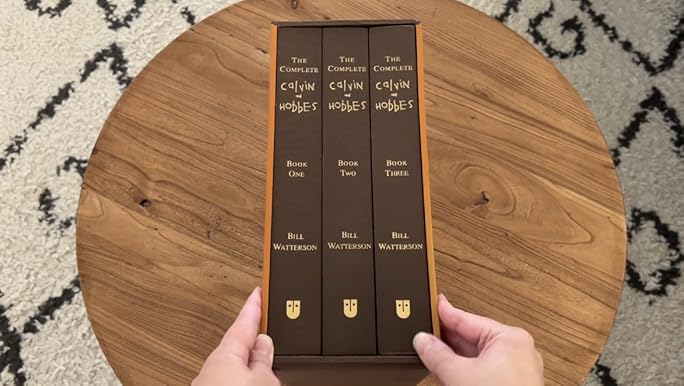 The
Complete
Calvin
and
Hobbes
Book
One
Bill
Watterson
The
Complete
Calvin
and
Hobbes
Book
Two
Bill
Watterson
The
Complete
Calvin
and
Hobbes
Book
Three
Bill
Watterson